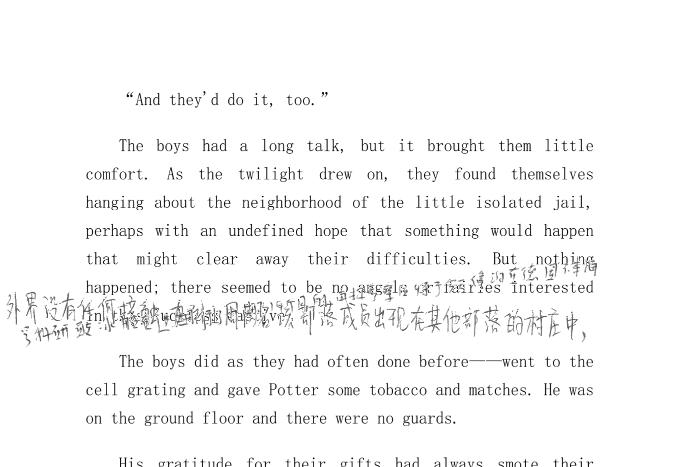 “And they'd do it, too.”
The boys had a long talk, but it brought them little
comfort. As the twilight drew on, they found themselves
hanging about the neighborhood of the little isolated jail,
perhaps with an undefined hope that something would happen
that might clear away their difficulties. But nothing
happened; there seemed to be no angels or fairies interested
in this luckless captive.
外界没有任何接触
部落成员出现在其他部落的村庄中,
The boys did as they had often done before——went to the
cell grating and gave Potter some tobacco and matches. He was
on the ground floor and there were no guards.
His gratitude for their gifts had always smote their